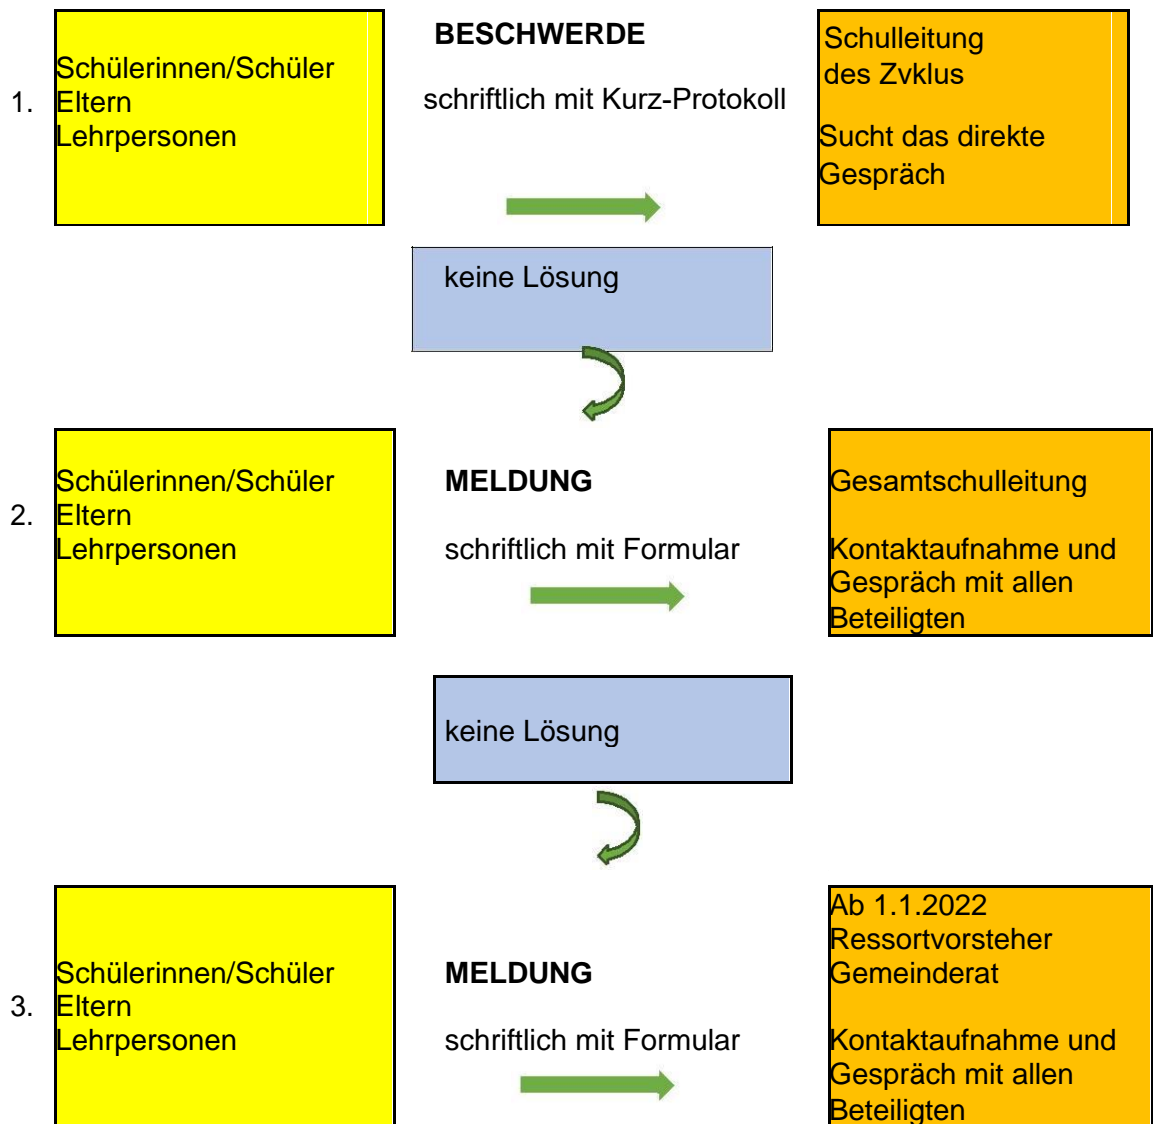 1.
Schülerinnen/Schüler
Eltern
Lehrpersonen
BESCHWERDE
schriftlich mit Kurz-Protokoll
Schulleitung
des Zvklus
Sucht das direkte
Gespräch
keine Lösung
2.
Schülerinnen/Schüler
Eltern
Lehrpersonen
MELDUNG
schriftlich mit Formular
Gesamtschulleitung
Kontaktaufnahme und
Gespräch mit allen
Beteiligten
keine Lösung
3.
Schülerinnen/Schüler
Eltern
Lehrpersonen
MELDUNG
schriftlich mit Formular
Ab 1.1.2022
Ressortvorsteher
Gemeinderat
Kontaktaufnahme und
Gespräch mit allen
Beteiligten